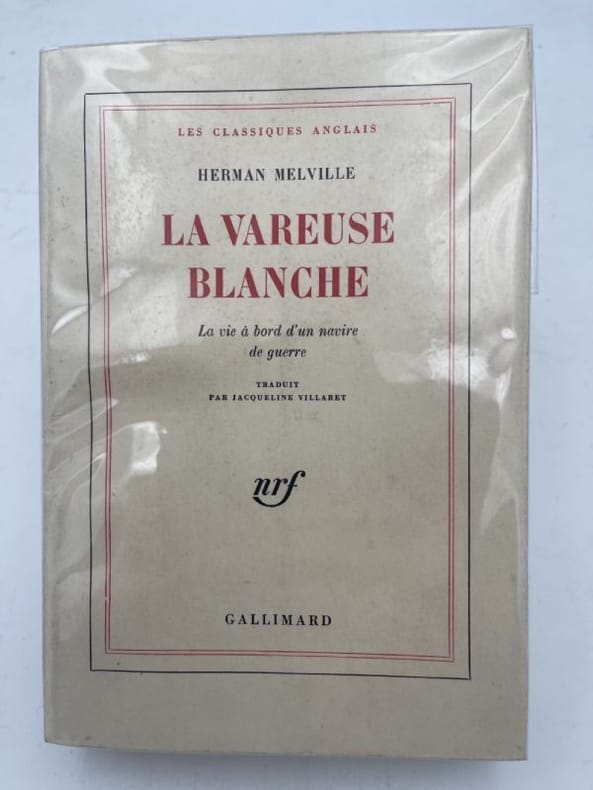 LES CLASSIQUES ANGLAIS
HERMAN MELVILLE
LA VAREUSE
BLANCHE
La vie à bord d'un navire
de guerre
TRADUIT
PAR JACQUELINE VILLARET
nrf
GALLIMARD